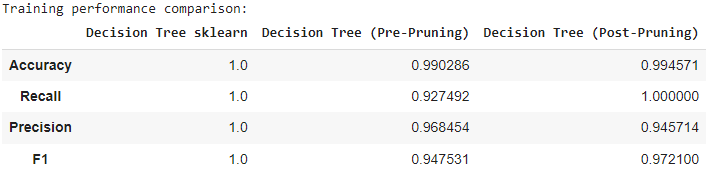 Training performance comparison:
Decision Tree sklearn Decision Tree (Pre-Pruning) Decision Tree (Post-Pruning)
Accuracy 1.0 0.990286 0.994571
Recall 1.0 0.927492 1.000000
Precision 1.0 0.968454 0.945714
F1 1.0 0.947531 0.972100